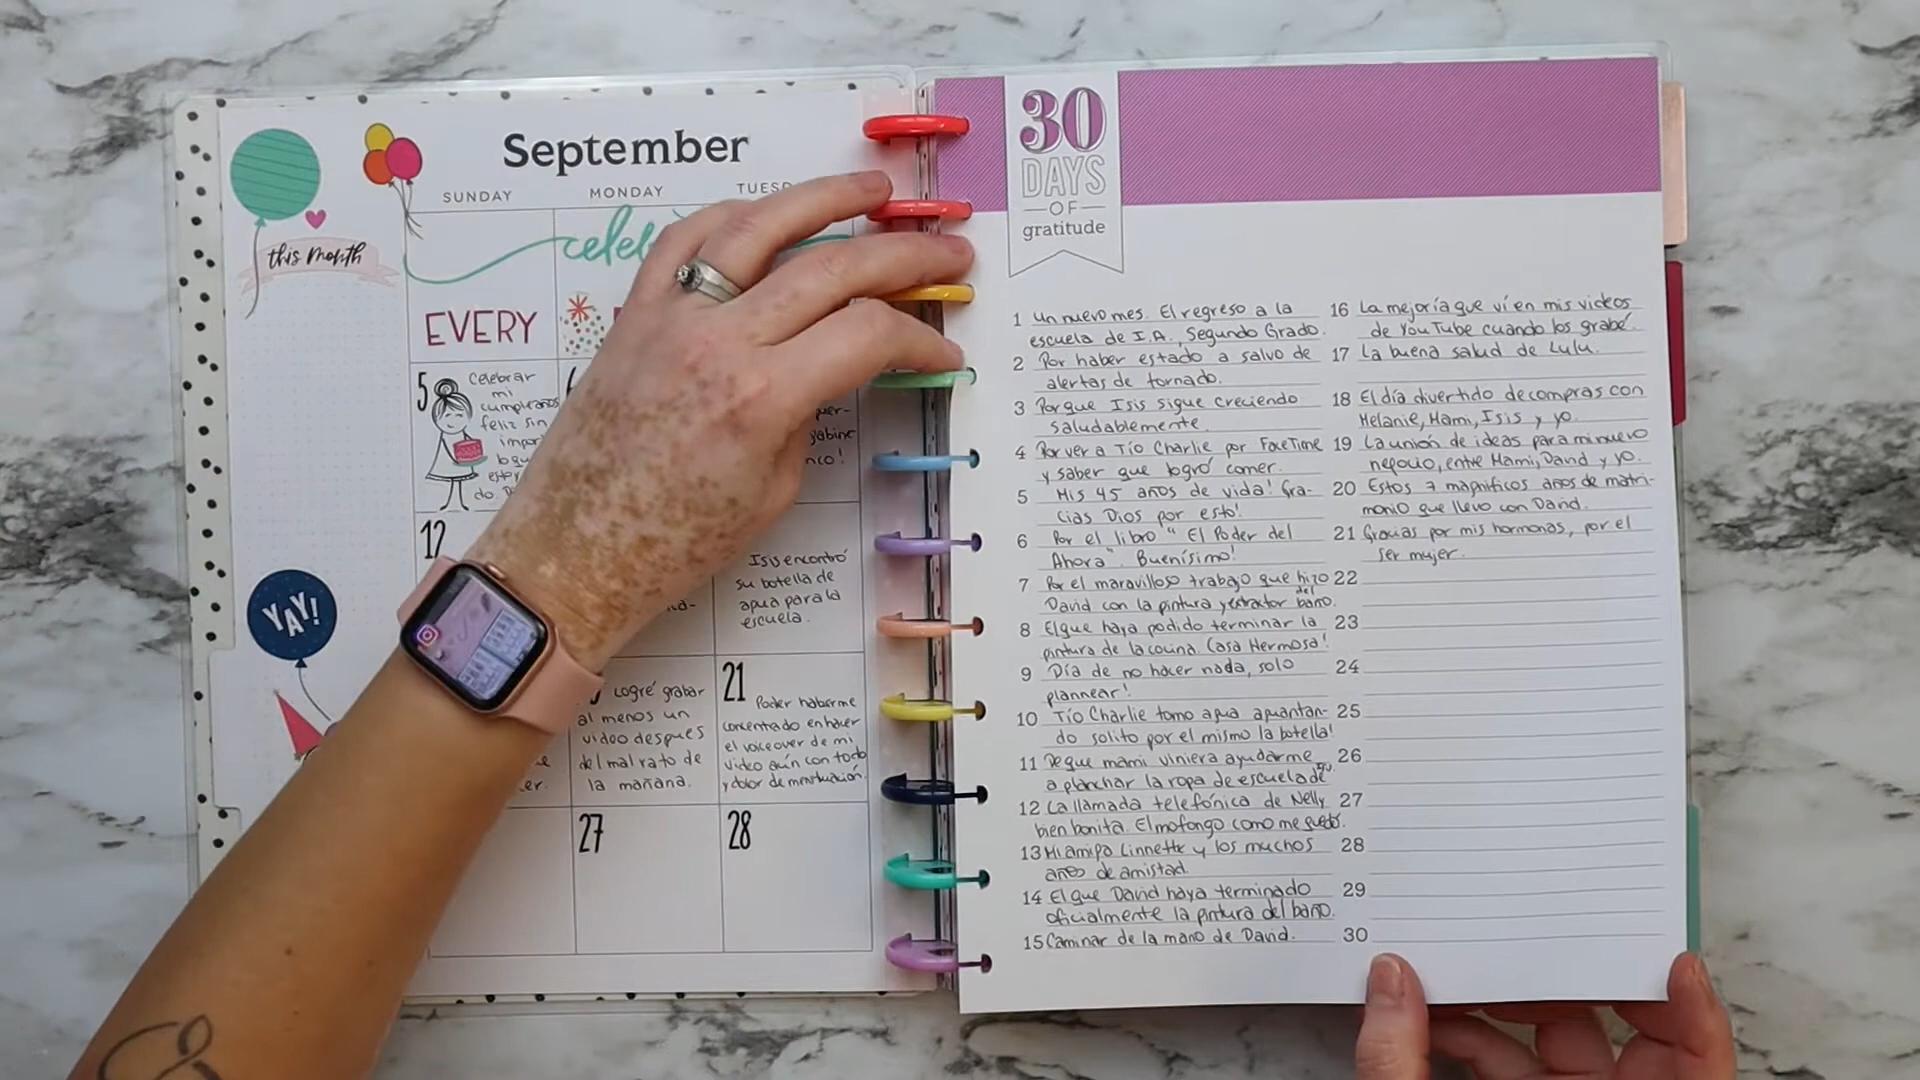 September
SUNDAY MONDAY
this month
EVERY
5 Celebrar
mi
cumpleaños
feliz sin
12
Isis encontró
su botella de
agua para la
escuela.
Logré grabar
al menos un
video despues
del mal rato de
la mañana.
21 Poder haberme
concentrado en hacer
el voiceover de mi
video aún con todo
y dolor de menstruación.
27
28
YAY!
30
DAYS
OF
gratitude
1 Un nuevo mes. El regreso a la
escuela de I.A., Segundo Grado.
2 Por haber estado a salvo de
alertas de tornado.
3 Porque Isis sigue creciendo
saludablemente.
4 Por ver a Tío Charlie por FaceTime
y saber que logró comer.
5 Mis 45 años de vida! Gra-
cias Dios por esto!
6 Por el libro "El Poder del
Ahora". Buenísimo!
7 Por el maravilloso trabajo que hizo
David con la pintura y extractor del baño.
8 El que haya podido terminar la
pintura de la cocina. Casa Hermosa!
9 Día de no hacer nada, solo
plannear!
10 Tío Charlie tomo agua aguantan-
do solito por el mismo la botella!
11 De que mami viniera ayudarme
a planchar la ropa de escuela de
12 La llamada telefónica de Nelly
bien bonita. El mofongo como me quedó.
13 Mi amiga Linnette y los muchos
años de amistad.
14 El que David haya terminado
oficialmente la pintura del baño.
15 Caminar de la mano de David.
16 La mejoría que ví en mis videos
de YouTube cuando los grabé.
17 La buena salud de Lulu.
18 El día divertido de compras con
Melanie, Mami, Isis y yo.
19 La unión de ideas para mi nuevo
negocio, entre Mami, David y yo.
20 Estos 7 magníficos años de matri-
monio que llevo con David.
21 Gracias por mis hormonas, por el
ser mujer.
22
23
24
25
26
27
28
29
30